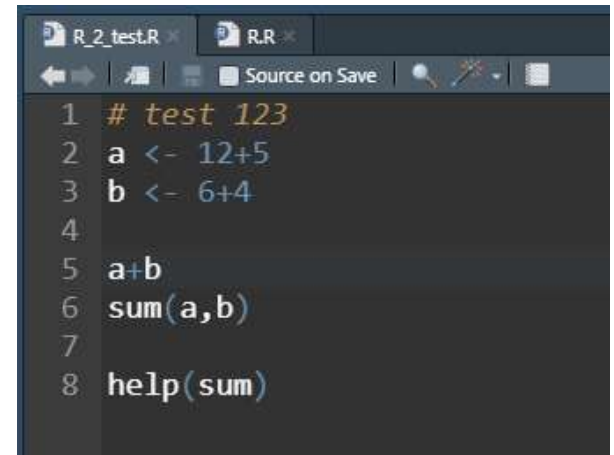 R_2_test.R R.R
Source on Save
1 # test 123
2 a <- 12+5
3 b <- 6+4
4
5 a+b
6 sum(a,b)
7
8 help(sum)